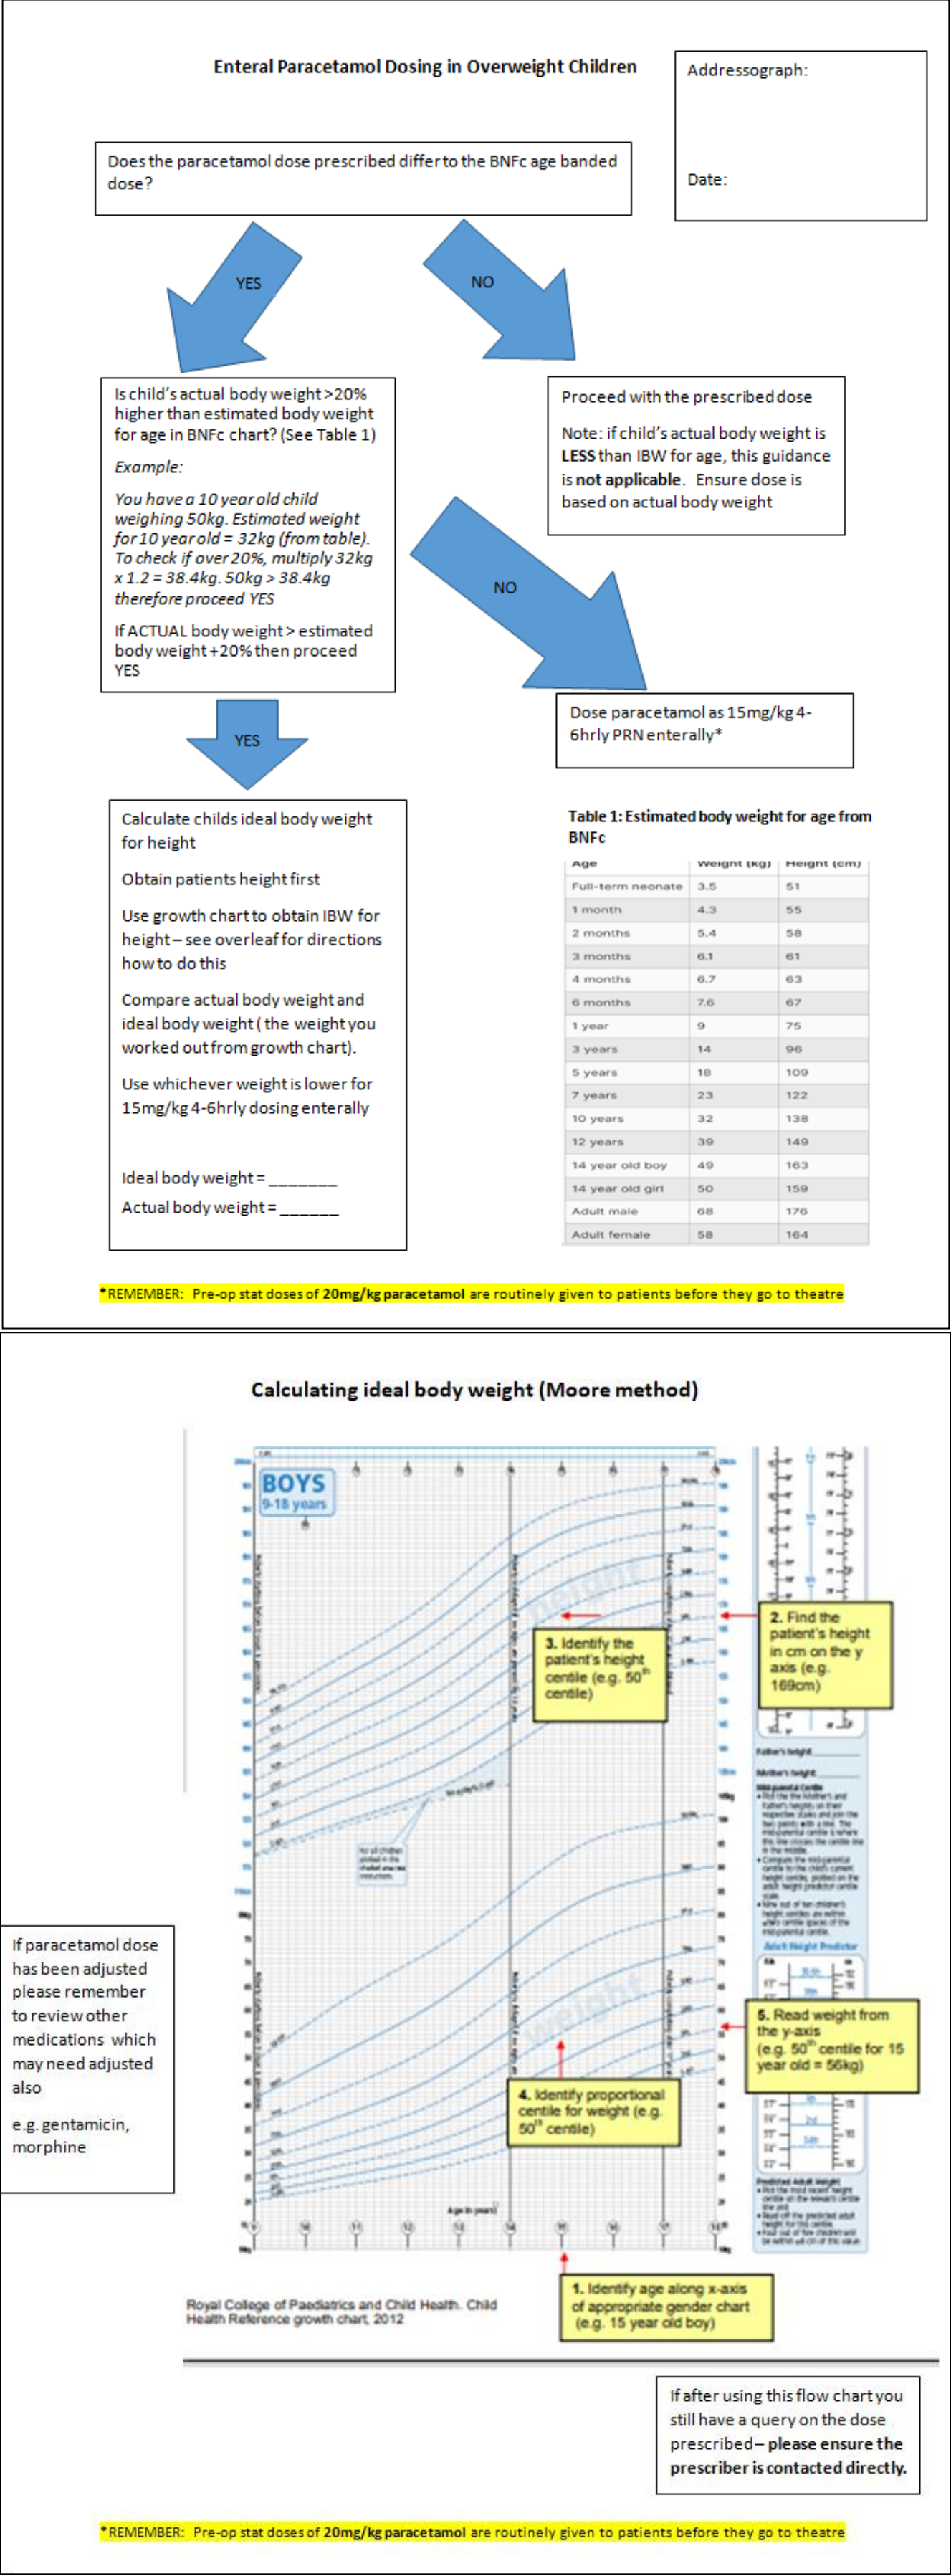 Enteral Paracetamol Dosing in Overweight Children
Addressograph:
Date:
Does the paracetamol dose prescribed differ to the BNFc age banded
dose?
YES
NO
Is child's actual body weight >20%
higher than estimated body weight
for age in BNFc chart? (See Table 1)
Example:
You have a 10 year old child
weighing 50kg. Estimated weight
for 10 year old = 32kg (from table).
To check if over 20%, multiply 32kg
x 1.2 = 38.4kg. 50kg > 38.4kg
therefore proceed YES
If ACTUAL body weight > estimated
body weight +20% then proceed
YES
Proceed with the prescribed dose
Note: if child's actual body weight is
LESS than IBW for age, this guidance
is not applicable. Ensure dose is
based on actual body weight
NO
YES
Dose paracetamol as 15mg/kg 4-
6hrly PRN enterally*
Calculate childs ideal body weight
for height
Obtain patients height first
Use growth chart to obtain IBW for
height – see overleaf for directions
how to do this
Compare actual body weight and
ideal body weight ( the weight you
worked out from growth chart).
Use whichever weight is lower for
15mg/kg 4-6hrly dosing enterally
Ideal body weight = _______
Actual body weight = ______
Table 1: Estimated body weight for age from
BNFc
Age Weight (kg) Height (cm)
Full-term neonate 3.5 51
1 month 4.3 55
2 months 5.4 58
3 months 6.1 61
4 months 6.7 63
6 months 7.6 67
1 year 9 75
3 years 14 96
5 years 18 109
7 years 23 122
10 years 32 138
12 years 39 149
14 year old boy 49 163
14 year old girl 50 159
Adult male 68 176
Adult female 58 164
*REMEMBER: Pre-op stat doses of 20mg/kg paracetamol are routinely given to patients before they go to theatre
Calculating ideal body weight (Moore method)
BOYS
9-18 years
height
3. Identify the
patient's height
centile (e.g. 50th
centile)
2. Find the
patient's height
in cm on the y
axis (e.g.
169cm)
Father's height
Mother's height
Mid-parental Centile
Adult Height Predictor
If paracetamol dose
has been adjusted
please remember
to review other
medications which
may need adjusted
also
e.g. gentamicin,
morphine
weight
4. Identify proportional
centile for weight (e.g.
50th centile)
5. Read weight from
the y-axis
(e.g. 50th centile for 15
year old = 56kg)
Age in years
1. Identify age along x-axis
of appropriate gender chart
(e.g. 15 year old boy)
Royal College of Paediatrics and Child Health. Child
Health Reference growth chart, 2012
If after using this flow chart you
still have a query on the dose
prescribed – please ensure the
prescriber is contacted directly.
*REMEMBER: Pre-op stat doses of 20mg/kg paracetamol are routinely given to patients before they go to theatre